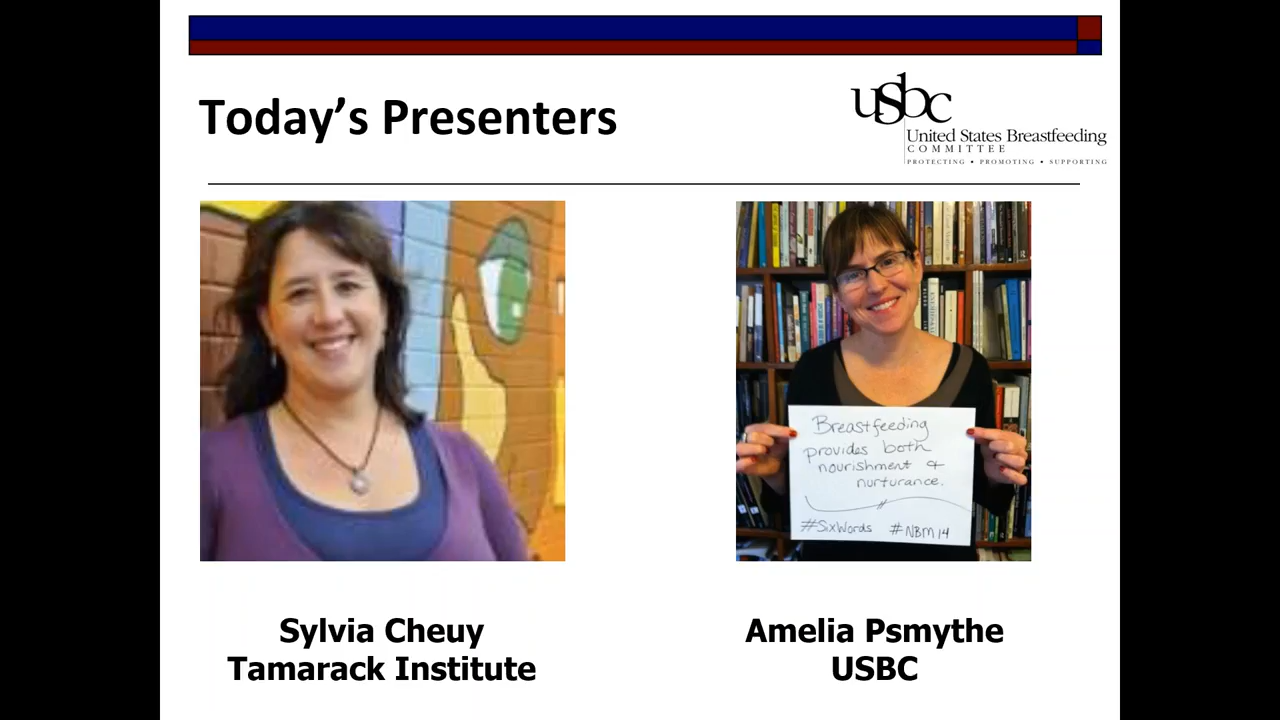 Today's Presenters
usbc
United States Breastfeeding
COMMITTEE
PROTECTING • PROMOTING • SUPPORTING
Breastfeeding
provides both
nourishment &
nurturance.
#SixWords #NBM14
Sylvia Cheuy
Tamarack Institute
Amelia Psmythe
USBC